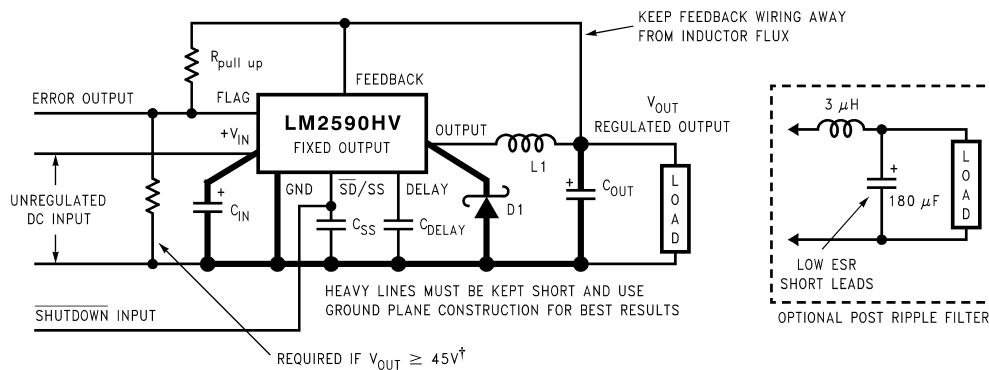 KEEP FEEDBACK WIRING AWAY
FROM INDUCTOR FLUX
Rpull up
FEEDBACK
ERROR OUTPUT
FLAG
LM2590HV
FIXED OUTPUT
+VIN
OUTPUT
L1
VOUT
REGULATED OUTPUT
3 μH
UNREGULATED
DC INPUT
+
CIN
GND
S̅D̅/SS
DELAY
CSS
CDELAY
D1
+
COUT
LOAD
+
180 μF
LOAD
LOW ESR
SHORT LEADS
HEAVY LINES MUST BE KEPT SHORT AND USE
GROUND PLANE CONSTRUCTION FOR BEST RESULTS
S̅H̅U̅T̅D̅O̅W̅N̅ INPUT
OPTIONAL POST RIPPLE FILTER
REQUIRED IF VOUT ≥ 45V†